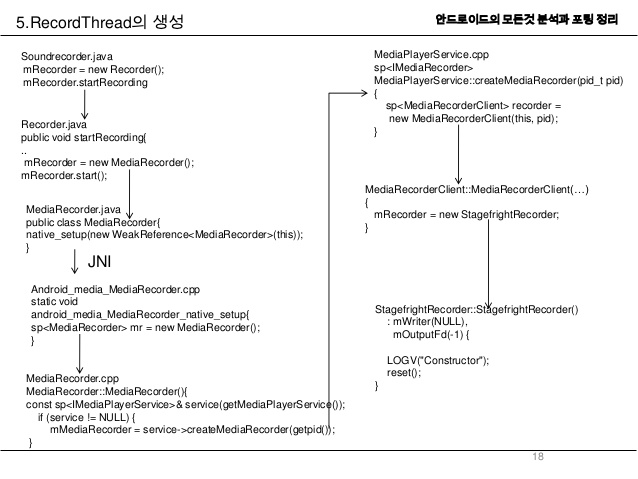 5.RecordThread의 생성
안드로이드의 모든것 분석과 포팅 정리
Soundrecorder.java
mRecorder = new Recorder();
mRecorder.startRecording
Recorder.java
public void startRecording{
..
mRecorder = new MediaRecorder();
mRecorder.start();
MediaRecorder.java
public class MediaRecorder{
native_setup(new WeakReference<MediaRecorder>(this));
}
JNI
Android_media_MediaRecorder.cpp
static void
android_media_MediaRecorder_native_setup{
sp<MediaRecorder> mr = new MediaRecorder();
}
MediaRecorder.cpp
MediaRecorder::MediaRecorder(){
const sp<IMediaPlayerService>& service(getMediaPlayerService());
if (service != NULL) {
mMediaRecorder = service->createMediaRecorder(getpid());
}
MediaPlayerService.cpp
sp<IMediaRecorder>
MediaPlayerService::createMediaRecorder(pid_t pid)
{
sp<MediaRecorderClient> recorder =
new MediaRecorderClient(this, pid);
}
MediaRecorderClient::MediaRecorderClient(…)
{
mRecorder = new StagefrightRecorder;
}
StagefrightRecorder::StagefrightRecorder()
: mWriter(NULL),
mOutputFd(-1) {
LOGV("Constructor");
reset();
}
18